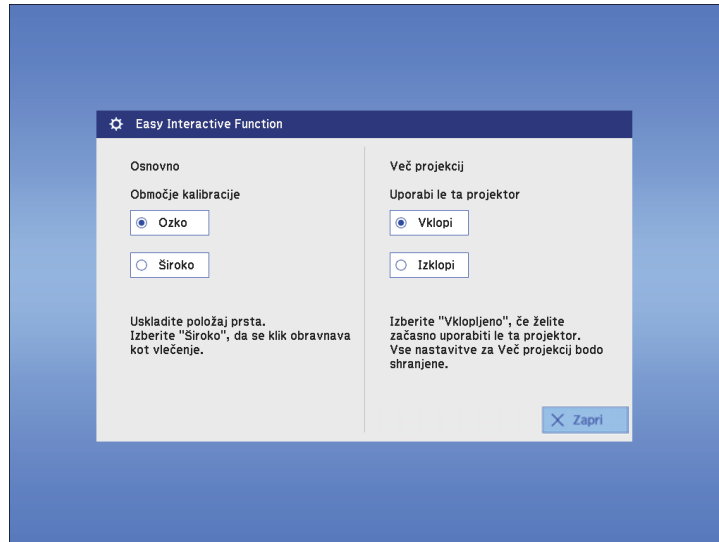 Easy Interactive Function
Osnovno
Območje kalibracije
Ozko
Široko
Uskladite položaj prsta.
Izberite "Široko", da se klik obravnava
kot vlečenje.
Več projekcij
Uporabi le ta projektor
Vklopi
Izklopi
Izberite "Vklopljeno", če želite
začasno uporabiti le ta projektor.
Vse nastavitve za Več projekcij bodo
shranjene.
Zapri